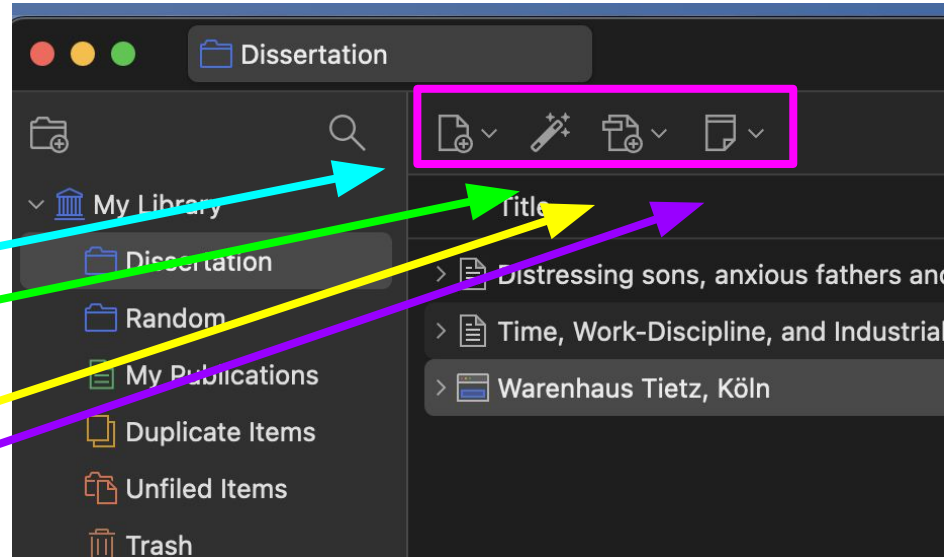 Dissertation
My Library
Title
Dissertation
Distressing sons, anxious fathers and
Random
Time, Work-Discipline, and Industrial
My Publications
Warenhaus Tietz, Köln
Duplicate Items
Unfiled Items
Trash